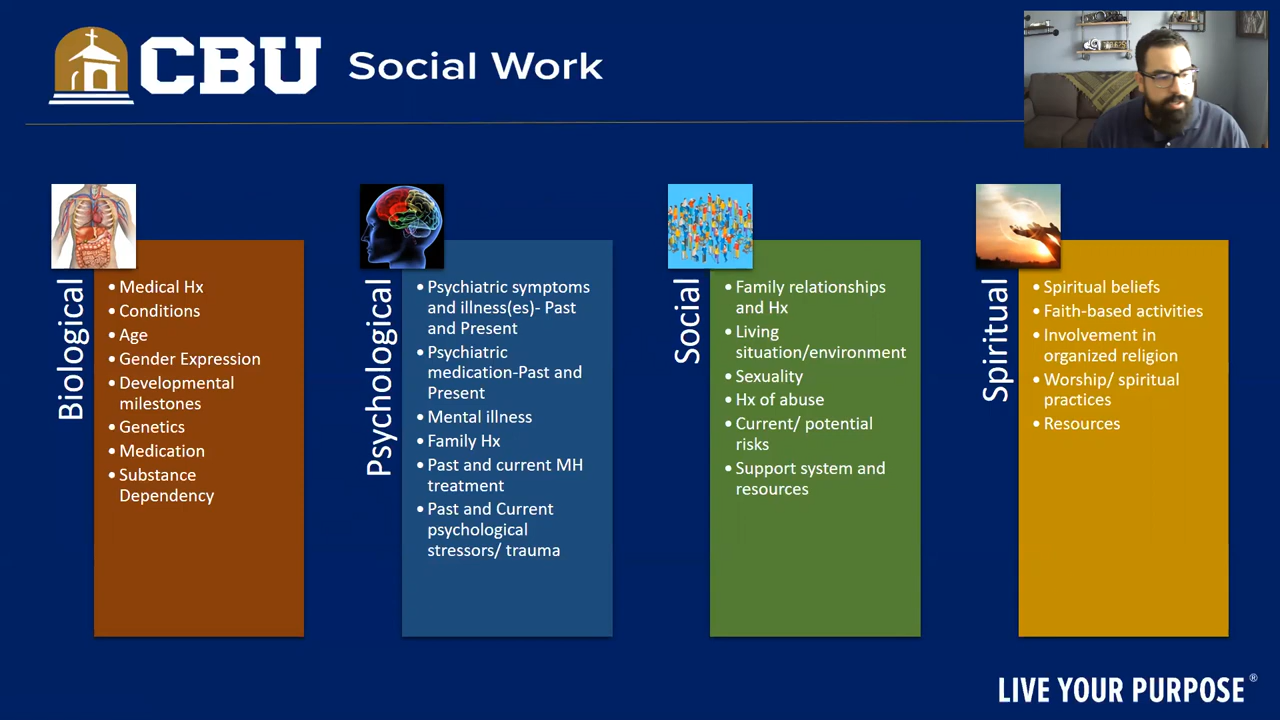 CBU Social Work
Biological
• Medical Hx
• Conditions
• Age
• Gender Expression
• Developmental
milestones
• Genetics
• Medication
• Substance
Dependency
Psychological
• Psychiatric symptoms
and illness(es)- Past
and Present
• Psychiatric
medication-Past and
Present
• Mental illness
• Family Hx
• Past and current MH
treatment
• Past and Current
psychological
stressors/ trauma
Social
• Family relationships
and Hx
• Living
situation/environment
• Sexuality
• Hx of abuse
• Current/ potential
risks
• Support system and
resources
Spiritual
• Spiritual beliefs
• Faith-based activities
• Involvement in
organized religion
• Worship/ spiritual
practices
• Resources
LIVE YOUR PURPOSE®